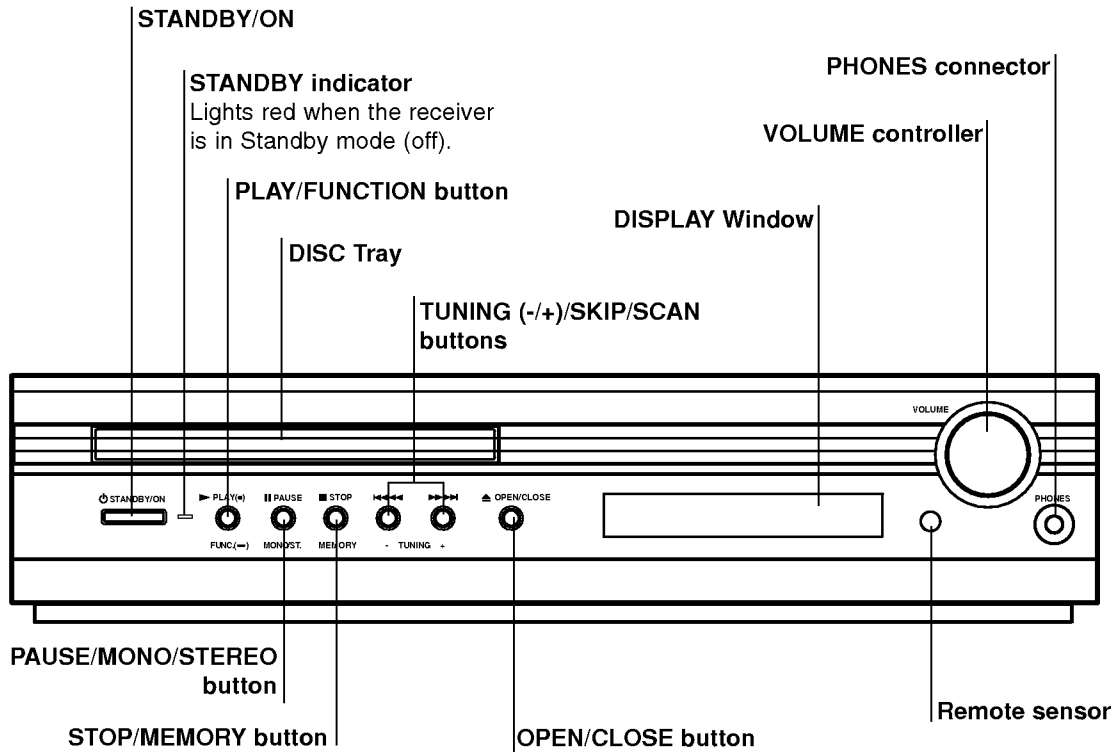 STANDBY/ON
PHONES connector
STANDBY indicator
Lights red when the receiver
is in Standby mode (off).
VOLUME controller
PLAY/FUNCTION button
DISPLAY Window
DISC Tray
TUNING (-/+)/SKIP/SCAN
buttons
VOLUME
STANDBY/ON
PLAY
PAUSE
STOP
OPEN/CLOSE
PHONES
FUNC.
MONO/ST.
MEMORY
- TUNING +
PAUSE/MONO/STEREO
button
STOP/MEMORY button
OPEN/CLOSE button
Remote sensor